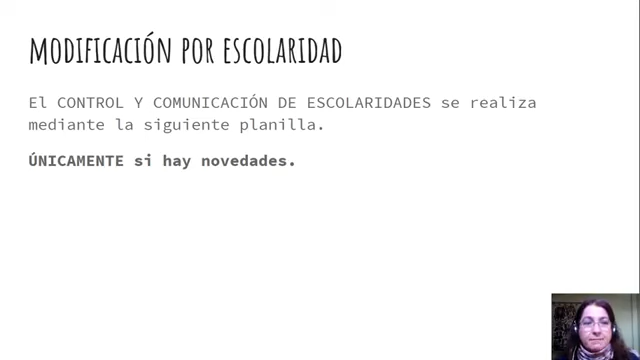 MODIFICACIÓN POR ESCOLARIDAD
El CONTROL Y COMUNICACIÓN DE ESCOLARIDADES se realiza
mediante la siguiente planilla.
ÚNICAMENTE si hay novedades.